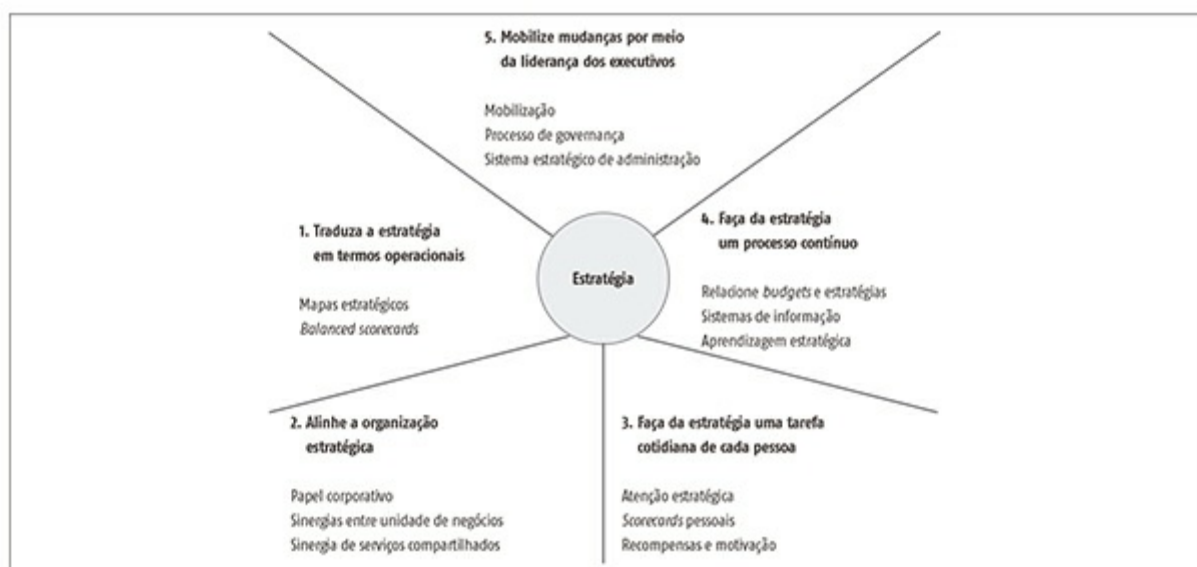 5. Mobilize mudanças por meio
da liderança dos executivos
Mobilização
Processo de governança
Sistema estratégico de administração
1. Traduza a estratégia
em termos operacionais
Mapas estratégicos
Balanced scorecards
Estratégia
4. Faça da estratégia
um processo contínuo
Relacione budgets e estratégias
Sistemas de informação
Aprendizagem estratégica
2. Alinhe a organização
estratégica
Papel corporativo
Sinergias entre unidade de negócios
Sinergia de serviços compartilhados
3. Faça da estratégia uma tarefa
cotidiana de cada pessoa
Atenção estratégica
Scorecards pessoais
Recompensas e motivação